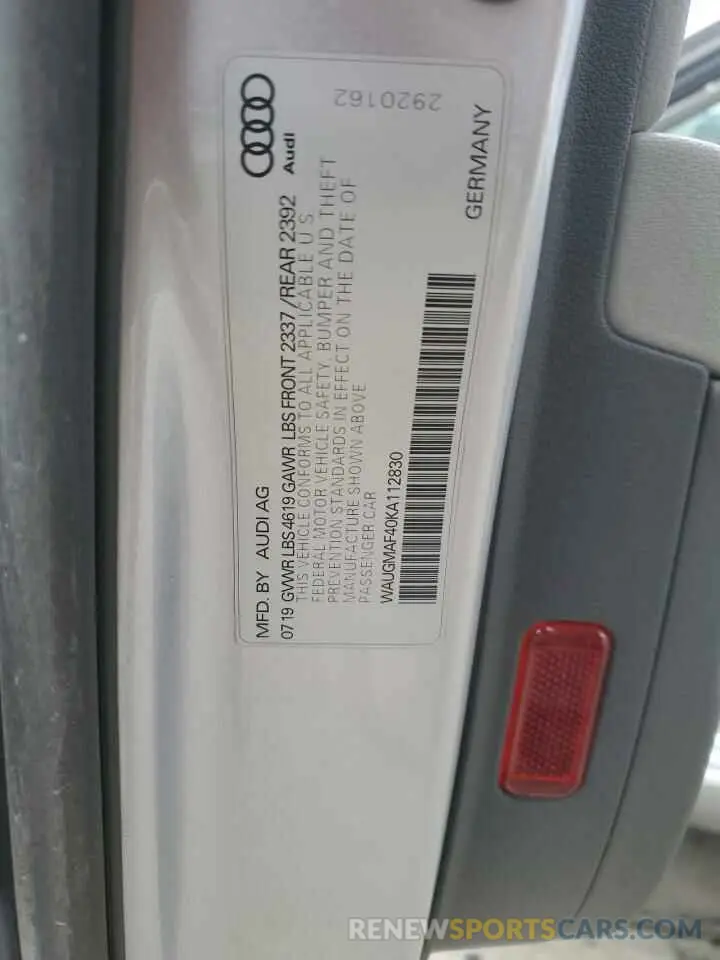 2920162
Audi
GERMANY
MFD. BY AUDI AG
0719 GVWR LBS 4619 GAWR LBS FRONT 2337 / REAR 2392
THIS VEHICLE CONFORMS TO ALL APPLICABLE U S
FEDERAL MOTOR VEHICLE SAFETY, BUMPER AND THEFT
PREVENTION STANDARDS IN EFFECT ON THE DATE OF
MANUFACTURE SHOWN ABOVE
PASSENGER CAR
WAUGMAF40KA112830
RENEWSPORTSCARS.COM